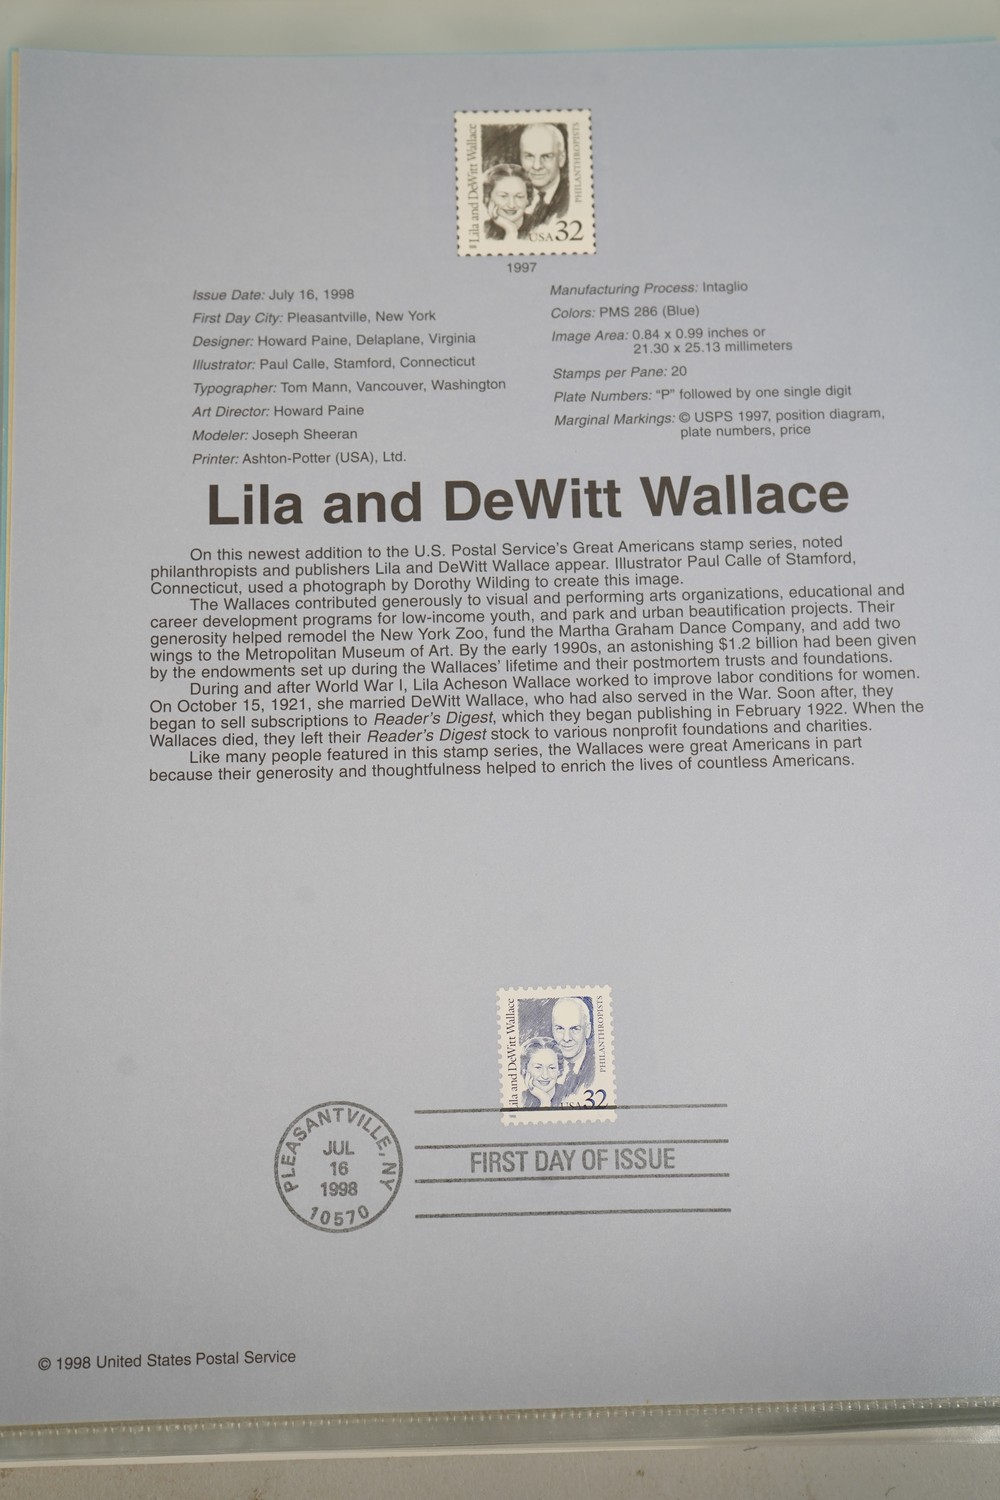 Lila and DeWitt Wallace
PHILANTHROPISTS
USA 32
1997
Issue Date: July 16, 1998
First Day City: Pleasantville, New York
Designer: Howard Paine, Delaplane, Virginia
Illustrator: Paul Calle, Stamford, Connecticut
Typographer: Tom Mann, Vancouver, Washington
Art Director: Howard Paine
Modeler: Joseph Sheeran
Printer: Ashton-Potter (USA), Ltd.
Manufacturing Process: Intaglio
Colors: PMS 286 (Blue)
Image Area: 0.84 x 0.99 inches or
21.30 x 25.13 millimeters
Stamps per Pane: 20
Plate Numbers: “P” followed by one single digit
Marginal Markings: © USPS 1997, position diagram,
plate numbers, price
Lila and DeWitt Wallace
On this newest addition to the U.S. Postal Service's Great Americans stamp series, noted
philanthropists and publishers Lila and DeWitt Wallace appear. Illustrator Paul Calle of Stamford,
Connecticut, used a photograph by Dorothy Wilding to create this image.
The Wallaces contributed generously to visual and performing arts organizations, educational and
career development programs for low-income youth, and park and urban beautification projects. Their
generosity helped remodel the New York Zoo, fund the Martha Graham Dance Company, and add two
wings to the Metropolitan Museum of Art. By the early 1990s, an astonishing $1.2 billion had been given
by the endowments set up during the Wallaces' lifetime and their postmortem trusts and foundations.
During and after World War I, Lila Acheson Wallace worked to improve labor conditions for women.
On October 15, 1921, she married DeWitt Wallace, who had also served in the War. Soon after, they
began to sell subscriptions to Reader's Digest, which they began publishing in February 1922. When the
Wallaces died, they left their Reader's Digest stock to various nonprofit foundations and charities.
Like many people featured in this stamp series, the Wallaces were great Americans in part
because their generosity and thoughtfulness helped to enrich the lives of countless Americans.
Lila and DeWitt Wallace
PHILANTHROPISTS
USA 32
PLEASANTVILLE, NY
JUL
16
1998
10570
FIRST DAY OF ISSUE
© 1998 United States Postal Service